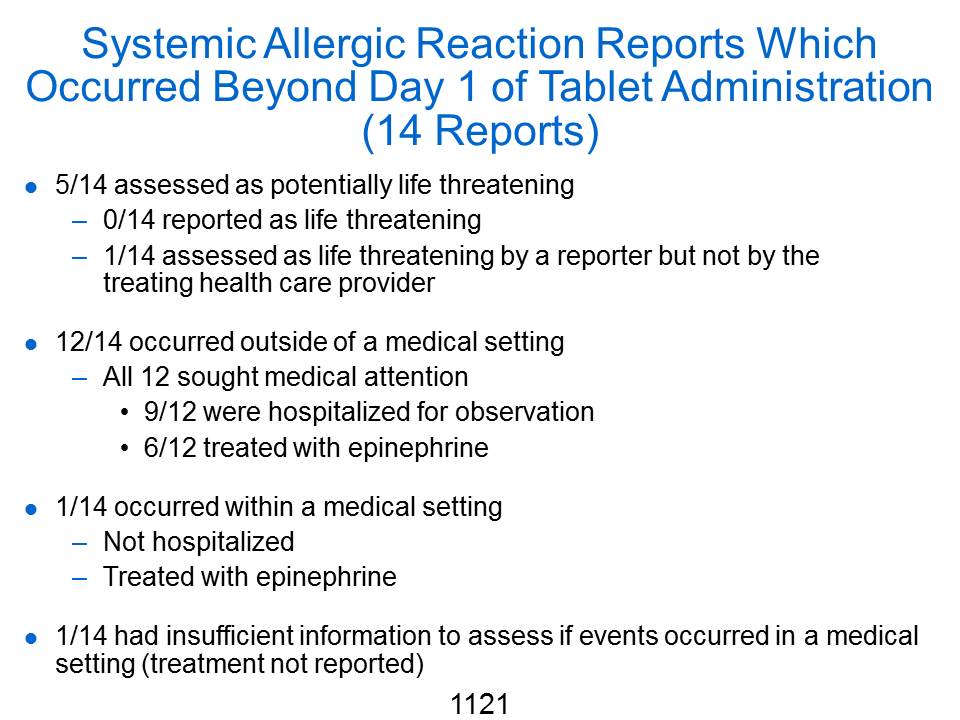 Systemic Allergic Reaction Reports Which
Occurred Beyond Day 1 of Tablet Administration
(14 Reports)
● 5/14 assessed as potentially life threatening
– 0/14 reported as life threatening
– 1/14 assessed as life threatening by a reporter but not by the
treating health care provider
● 12/14 occurred outside of a medical setting
– All 12 sought medical attention
• 9/12 were hospitalized for observation
• 6/12 treated with epinephrine
● 1/14 occurred within a medical setting
– Not hospitalized
– Treated with epinephrine
● 1/14 had insufficient information to assess if events occurred in a medical
setting (treatment not reported)
1121